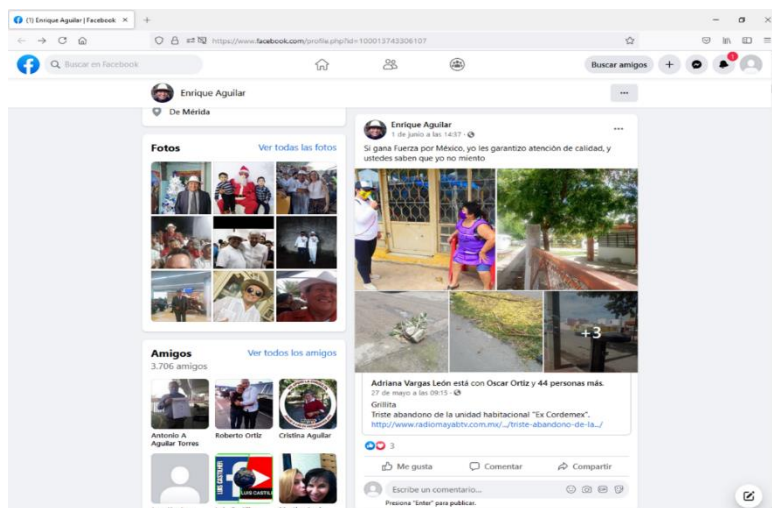 (1) Enrique Aguilar | Facebook
https://www.facebook.com/profile.php?id=100013743306107
Buscar en Facebook
Buscar amigos
1
Enrique Aguilar
De Mérida
Fotos
Ver todas las fotos
Amigos
Ver todos los amigos
3.706 amigos
Antonio A
Aguilar Torres
Roberto Ortiz
Cristina Aguilar
LUIS CASTILL
Enrique Aguilar
1 de junio a las 14:37
Si gana Fuerza por México, yo les garantizo atención de calidad, y
ustedes saben que yo no miento
+3
Adriana Vargas León está con Oscar Ortiz y 44 personas más.
27 de mayo a las 09:15
Grillita
Triste abandono de la unidad habitacional "Ex Cordemex".
http://www.radiomayabtv.com.mx/.../triste-abandono-de-la.../
3
Me gusta
Comentar
Compartir
Escribe un comentario...
Presiona "Enter" para publicar.